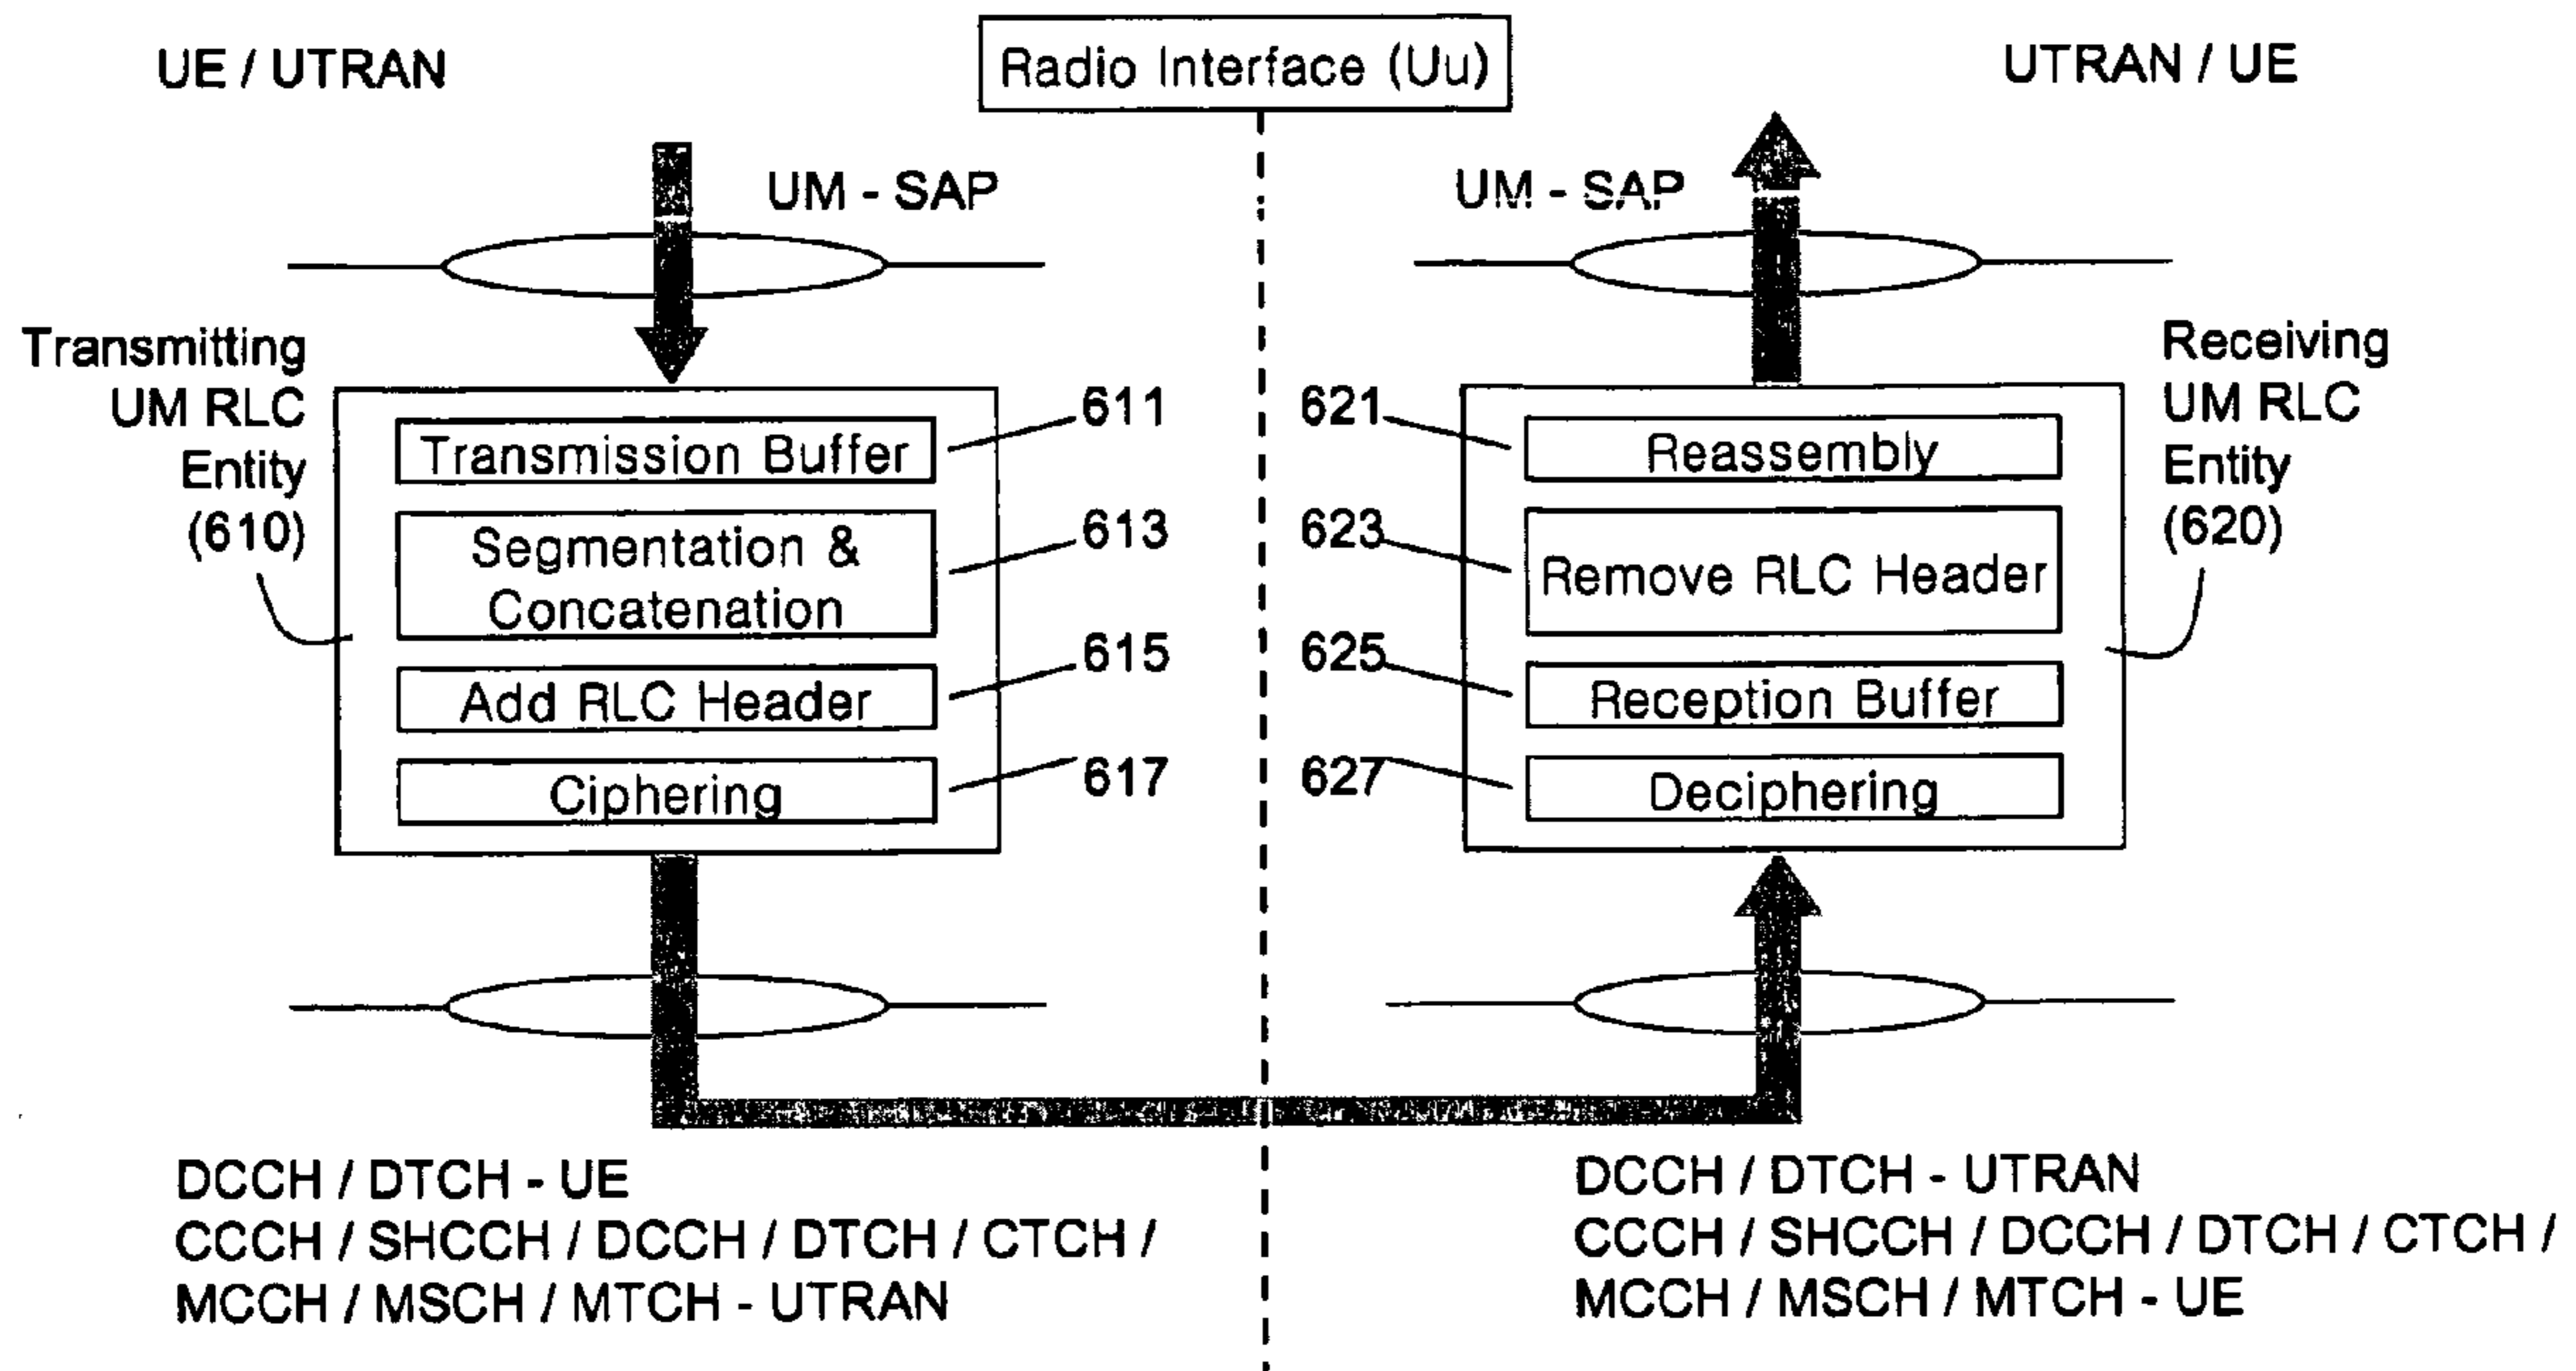 UE / UTRAN
Radio Interface (Uu)
UTRAN / UE
UM - SAP
UM - SAP
Transmitting
UM RLC
Entity
(610)
Transmission Buffer
611
Segmentation &
Concatenation
613
Add RLC Header
615
Ciphering
617
621
Reassembly
623
Remove RLC Header
625
Reception Buffer
627
Deciphering
Receiving
UM RLC
Entity
(620)
DCCH / DTCH - UE
CCCH / SHCCH / DCCH / DTCH / CTCH /
MCCH / MSCH / MTCH - UTRAN
DCCH / DTCH - UTRAN
CCCH / SHCCH / DCCH / DTCH / CTCH /
MCCH / MSCH / MTCH - UE